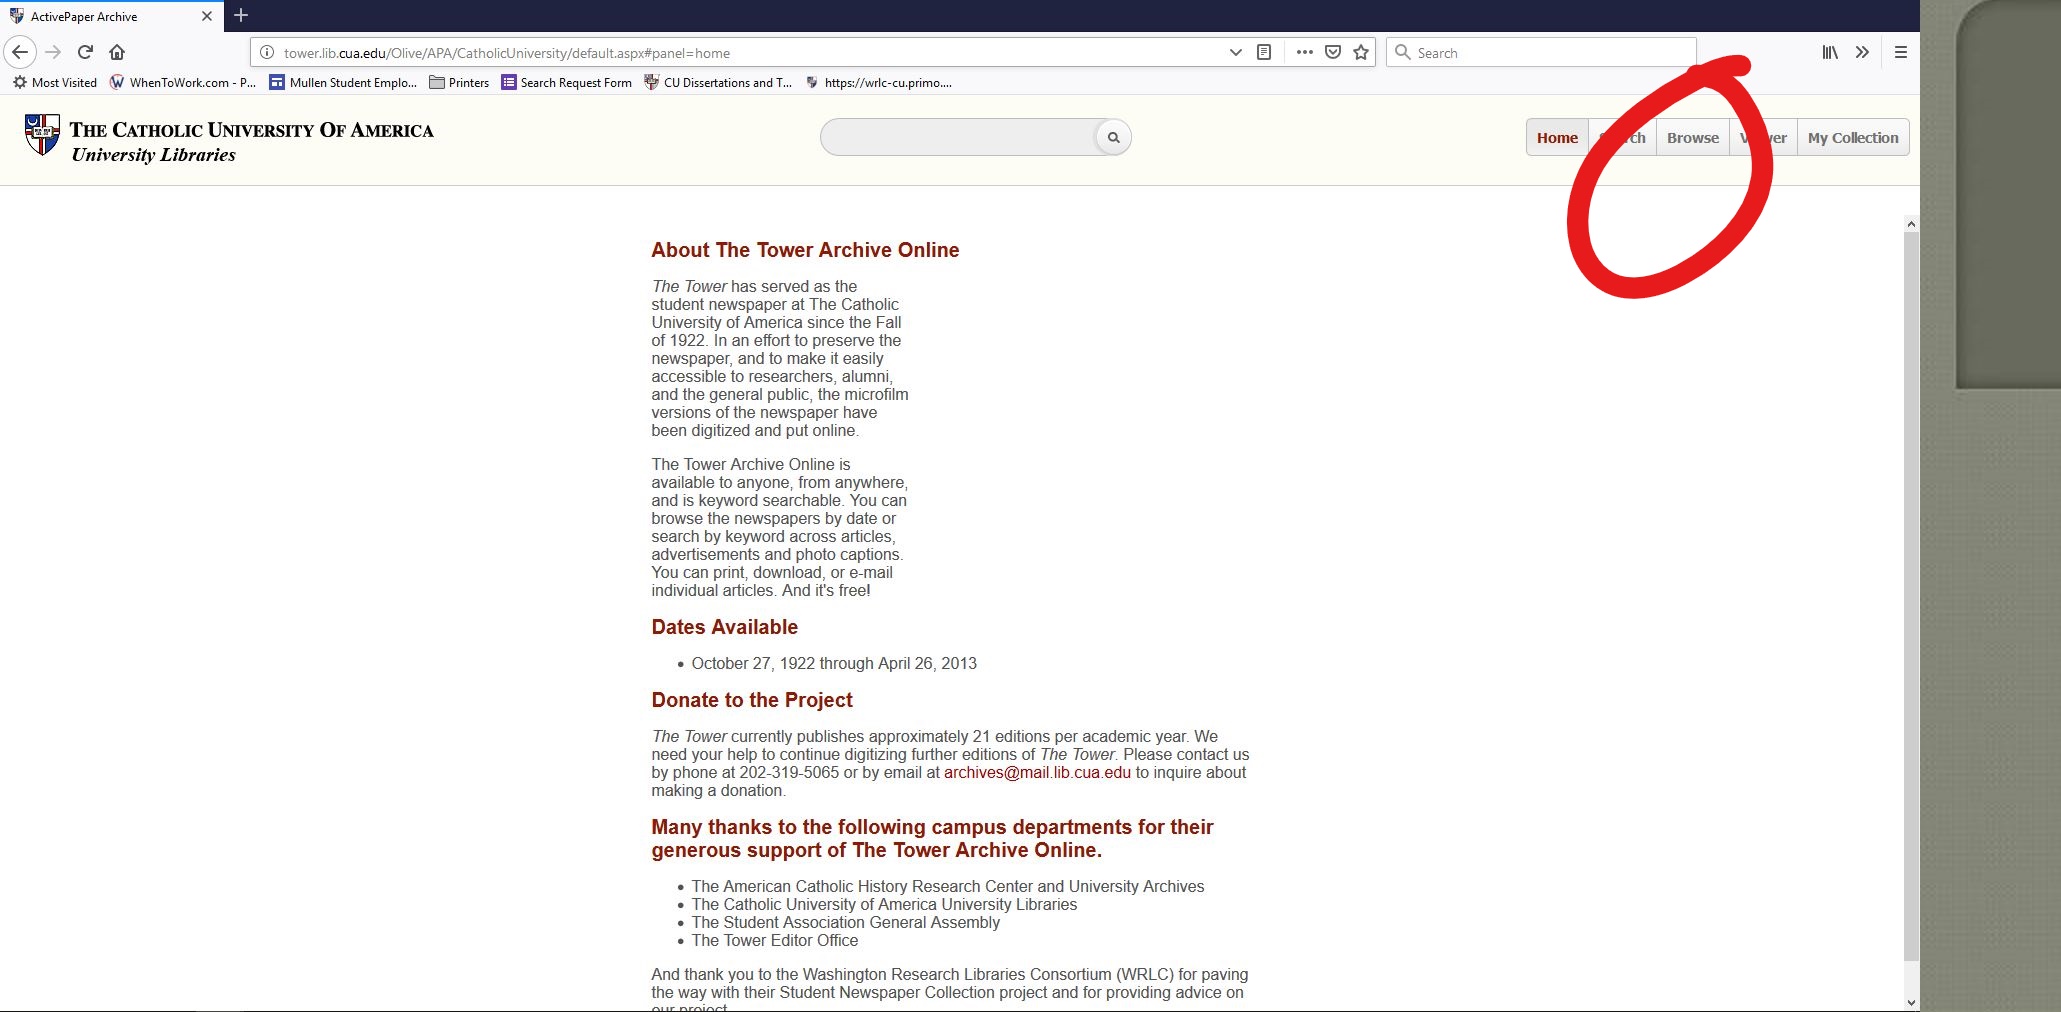 ActivePaper Archive
tower.lib.cua.edu/Olive/APA/CatholicUniversity/default.aspx#panel=home
Search
Most Visited WhenToWork.com - P... Mullen Student Emplo... Printers Search Request Form CU Dissertations and T... https://wrlc-cu.primo....
THE CATHOLIC UNIVERSITY OF AMERICA
University Libraries
Home Browse My Collection
About The Tower Archive Online
The Tower has served as the
student newspaper at The Catholic
University of America since the Fall
of 1922. In an effort to preserve the
newspaper, and to make it easily
accessible to researchers, alumni,
and the general public, the microfilm
versions of the newspaper have
been digitized and put online.
The Tower Archive Online is
available to anyone, from anywhere,
and is keyword searchable. You can
browse the newspapers by date or
search by keyword across articles,
advertisements and photo captions.
You can print, download, or e-mail
individual articles. And it's free!
Dates Available
• October 27, 1922 through April 26, 2013
Donate to the Project
The Tower currently publishes approximately 21 editions per academic year. We
need your help to continue digitizing further editions of The Tower. Please contact us
by phone at 202-319-5065 or by email at archives@mail.lib.cua.edu to inquire about
making a donation.
Many thanks to the following campus departments for their
generous support of The Tower Archive Online.
• The American Catholic History Research Center and University Archives
• The Catholic University of America University Libraries
• The Student Association General Assembly
• The Tower Editor Office
And thank you to the Washington Research Libraries Consortium (WRLC) for paving
the way with their Student Newspaper Collection project and for providing advice on
our project